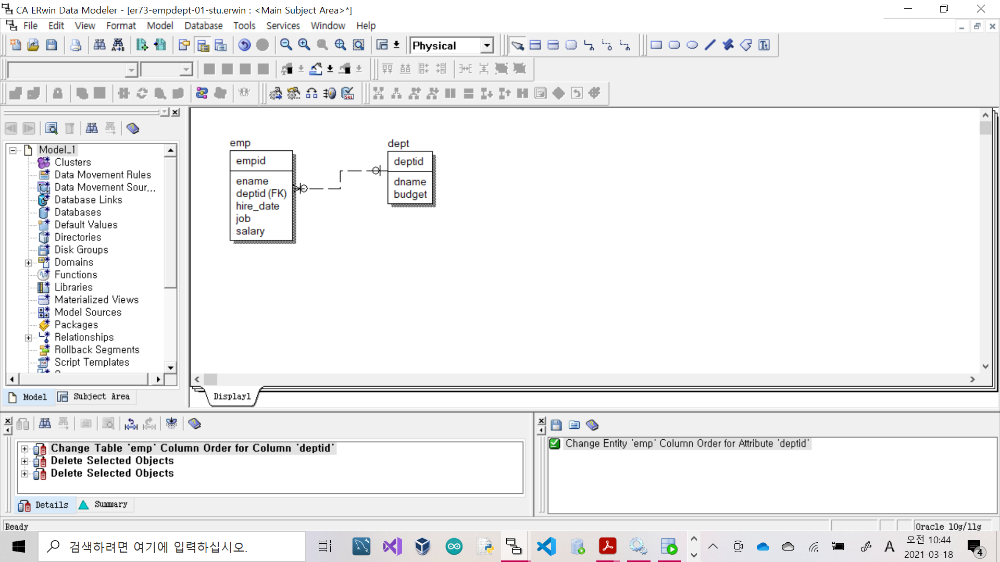 CA ERwin Data Modeler - [er73-empdept-01-stu.erwin : <Main Subject Area>*]
File Edit View Format Model Database Tools Services Window Help
A→B
Physical
Tt
SQL
Model_1
Clusters
Data Movement Rules
Data Movement Sour,,,
Database Links
Databases
Default Values
Directories
Disk Groups
Domains
Functions
Libraries
Materialized Views
Model Sources
Packages
Relationships
Rollback Segments
Script Templates
Model Subject Area
emp
empid
ename
deptid (FK)
hire_date
job
salary
dept
deptid
dname
budget
Display1
Change Table 'emp' Column Order for Column 'deptid'
Delete Selected Objects
Delete Selected Objects
Details Summary
Change Entity 'emp' Column Order for Attribute 'deptid'
Ready
Oracle 10g/11g
검색하려면 여기에 입력하십시오.
A
오전 10:44
2021-03-18
4